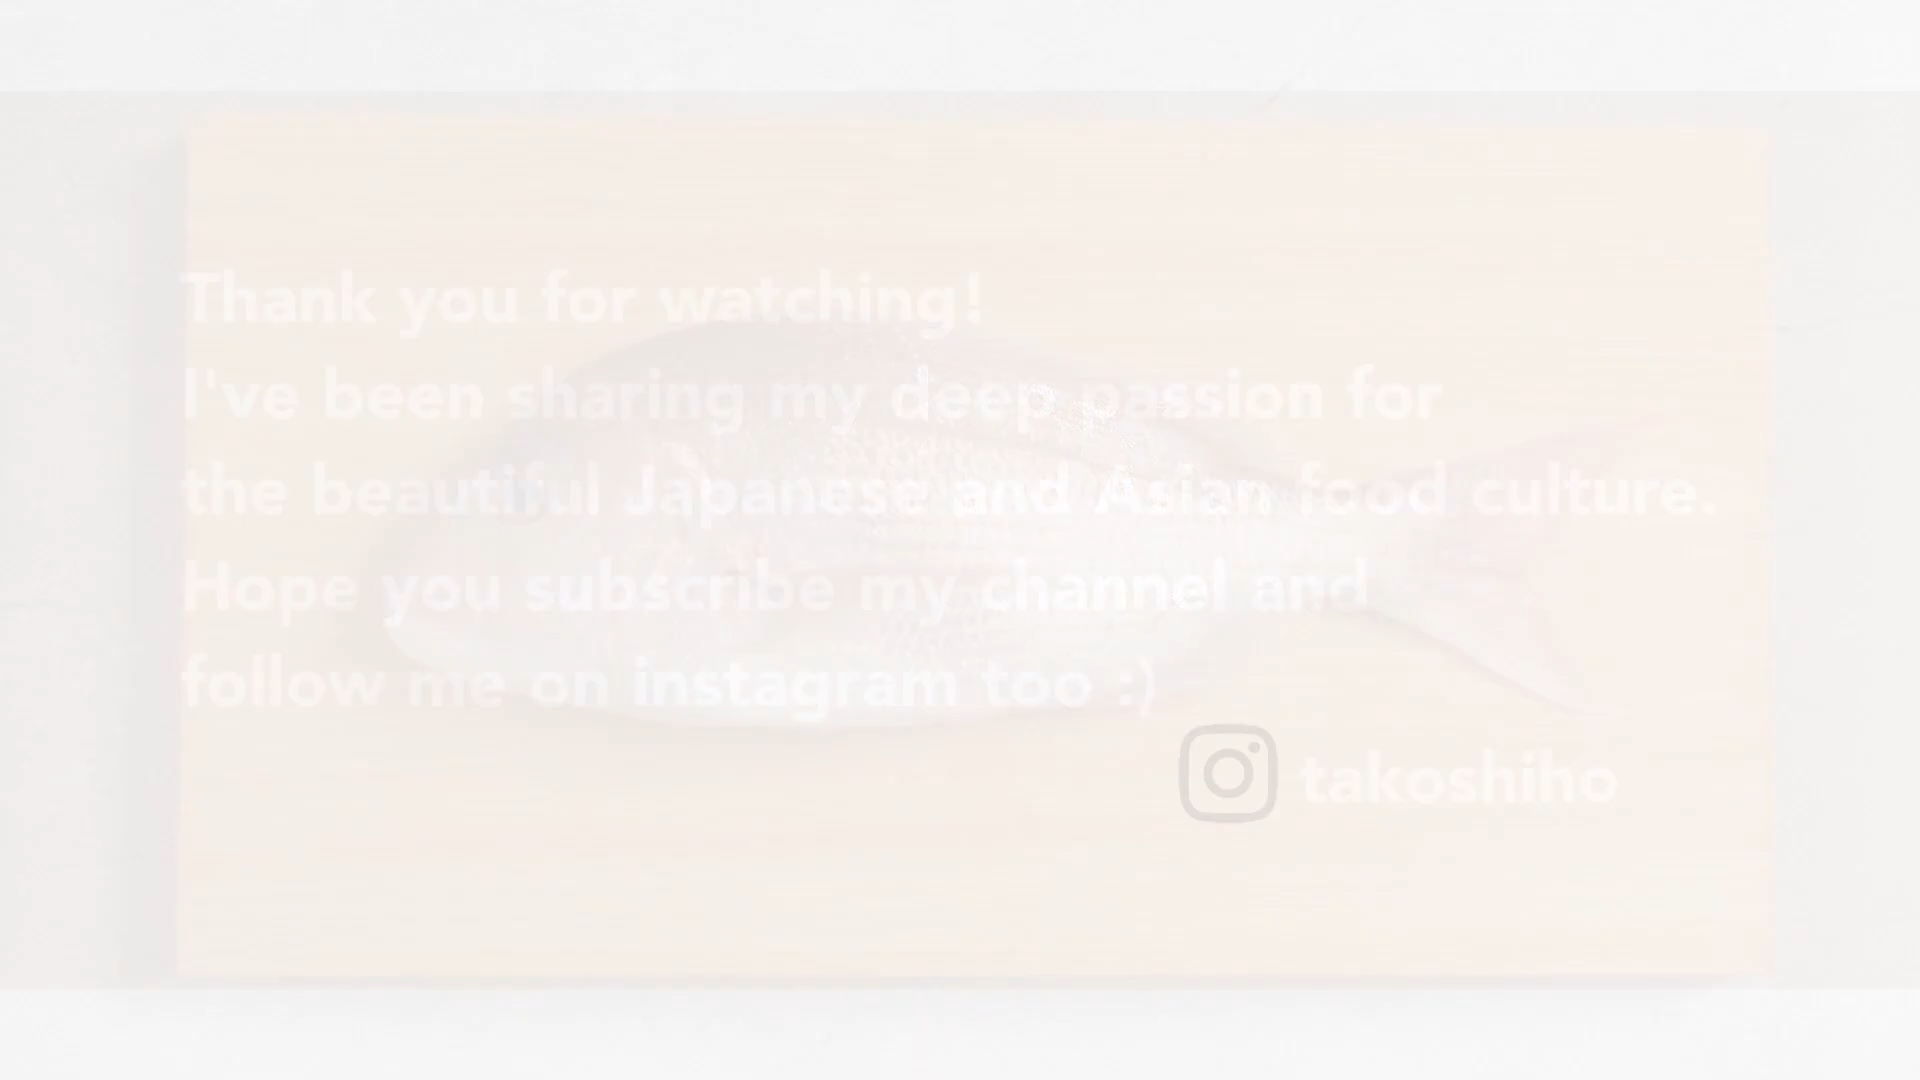 Thank you for watching!
I've been sharing my deep passion for
the beautiful Japanese and Asian food culture.
Hope you subscribe my channel and
follow me on instagram too :)
takoshiho